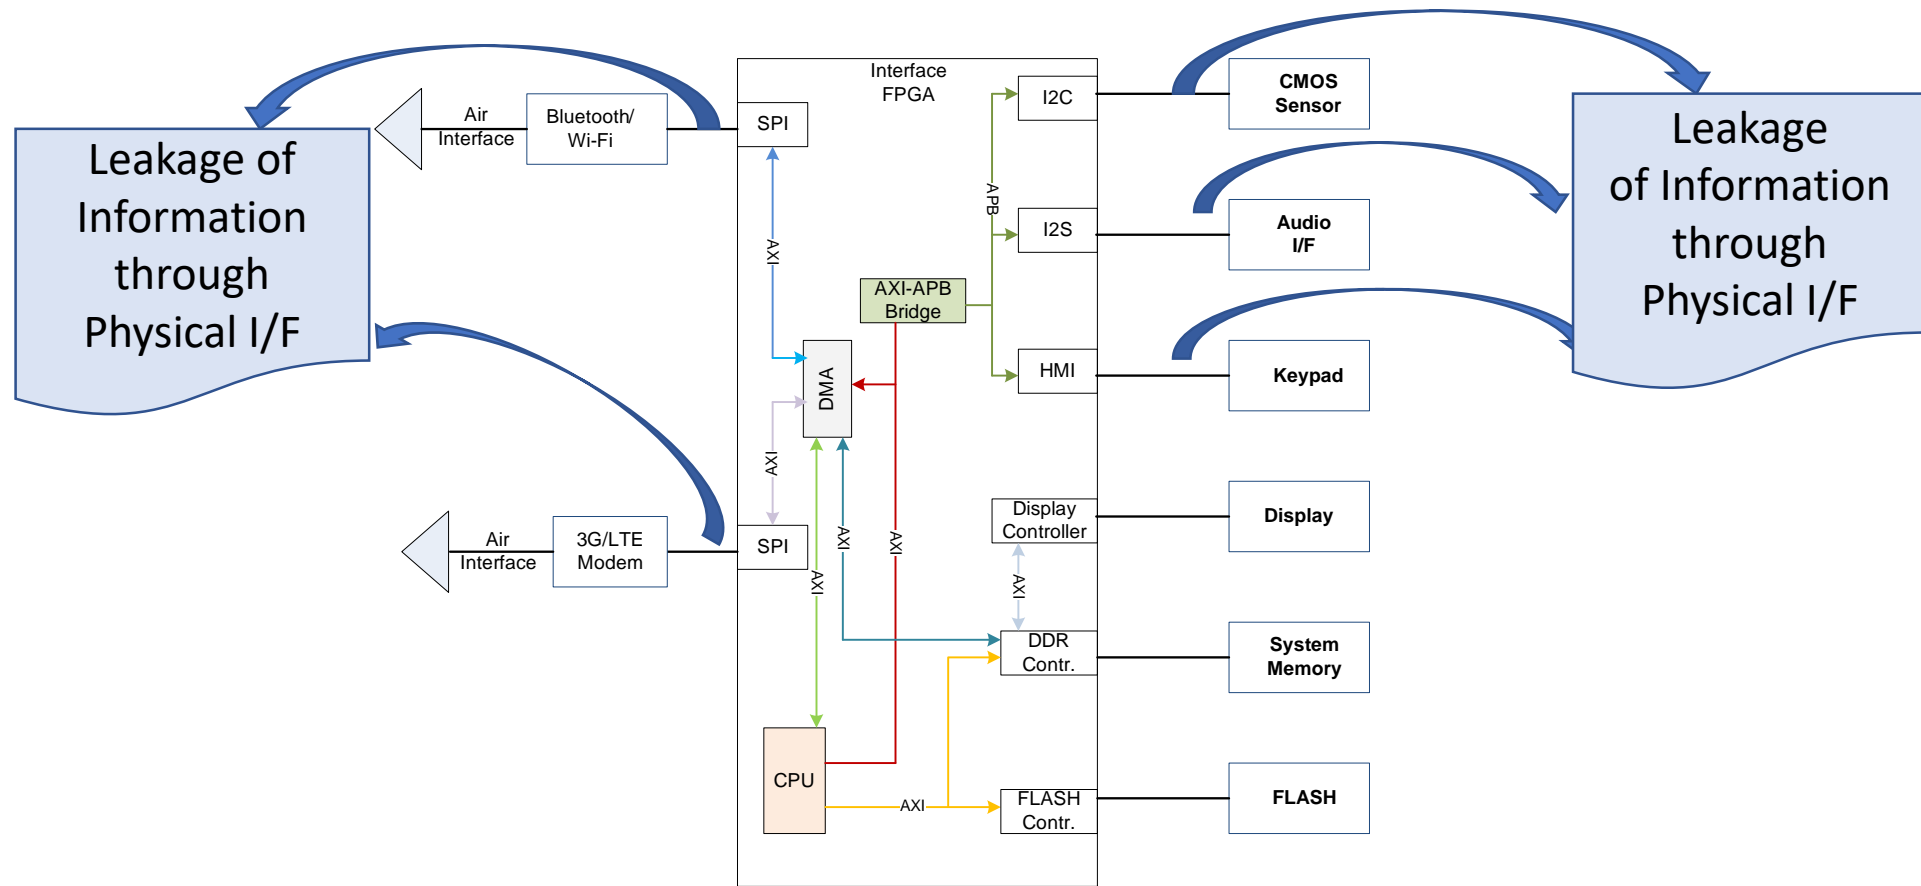 Leakage of
Information
through
Physical I/F
Air
Interface
Bluetooth/
Wi-Fi
SPI
Interface
FPGA
I2C
CMOS
Sensor
Leakage
of Information
through
Physical I/F
APB
AXI
I2S
Audio
I/F
AXI-APB
Bridge
DMA
HMI
Keypad
AXI
Air
Interface
3G/LTE
Modem
SPI
AXI
AXI
AXI
Display
Controller
Display
AXI
DDR
Contr.
System
Memory
CPU
AXI
FLASH
Contr.
FLASH